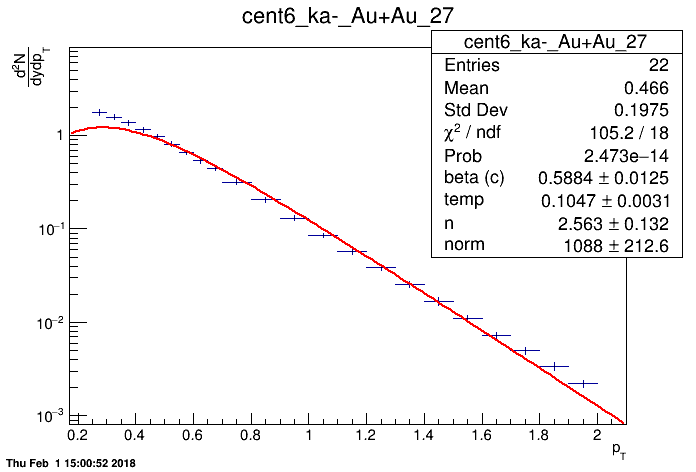 cent6_ka-_Au+Au_27
d²N
dydp_T
cent6_ka-_Au+Au_27
Entries 22
Mean 0.466
Std Dev 0.1975
χ² / ndf 105.2 / 18
Prob 2.473e−14
beta (c) 0.5884 ± 0.0125
temp 0.1047 ± 0.0031
n 2.563 ± 0.132
norm 1088 ± 212.6
1
10⁻¹
10⁻²
10⁻³
0.2 0.4 0.6 0.8 1 1.2 1.4 1.6 1.8 2
p_T
Thu Feb 1 15:00:52 2018